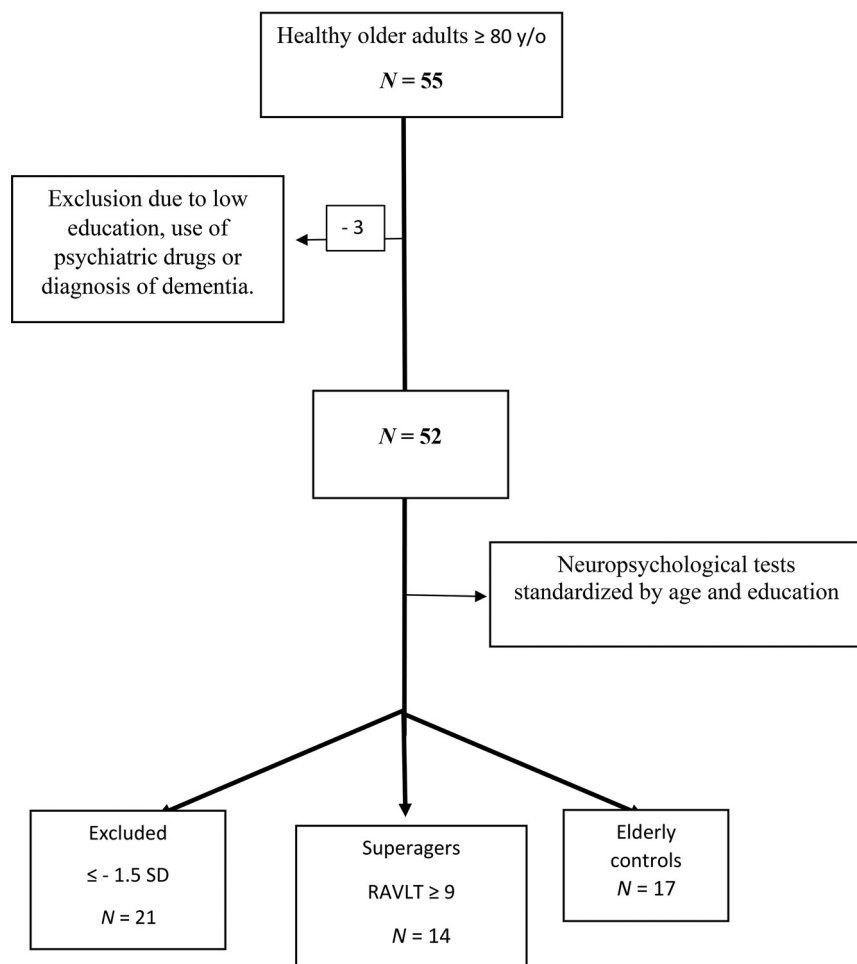 Healthy older adults ≥ 80 y/o
N = 55
Exclusion due to low
education, use of
psychiatric drugs or
diagnosis of dementia.
- 3
N = 52
Neuropsychological tests
standardized by age and education
Excluded
≤ - 1.5 SD
N = 21
Superagers
RAVLT ≥ 9
N = 14
Elderly
controls
N = 17